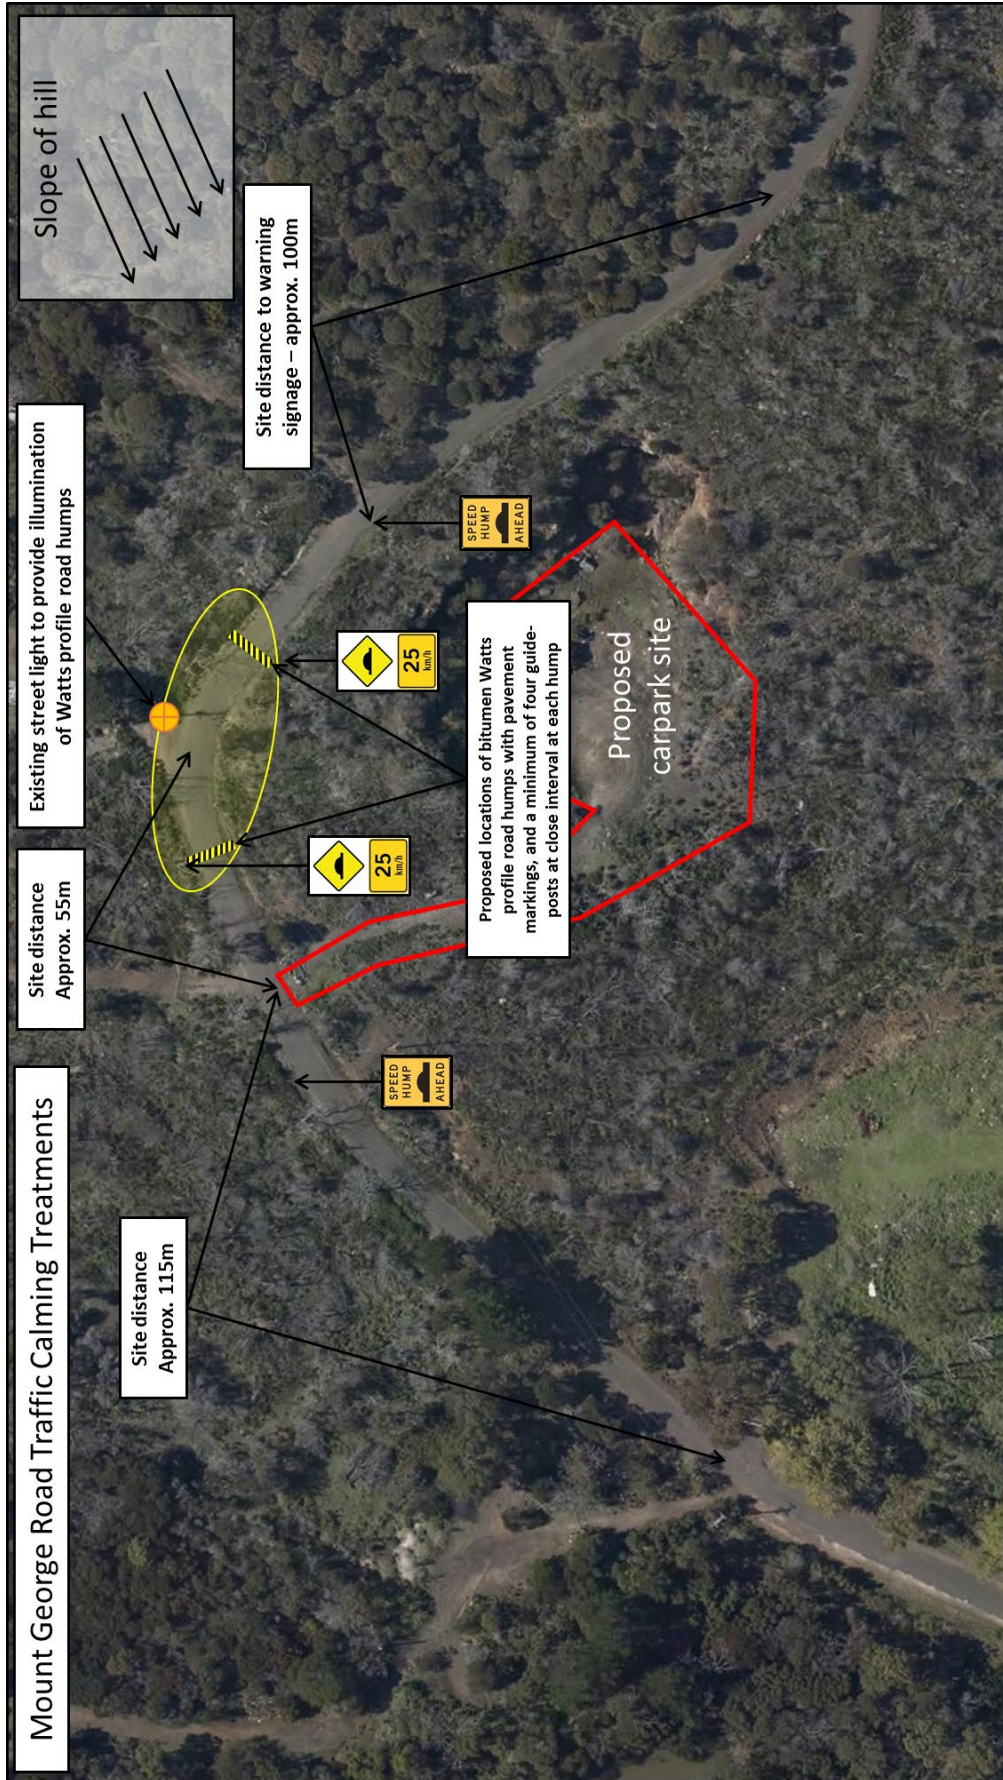 Mount George Road Traffic Calming Treatments
Site distance
Approx. 55m
Existing street light to provide illumination
of Watts profile road humps
Slope of hill
Site distance
Approx. 115m
Site distance to warning
signage – approx. 100m
25
km/h
25
km/h
SPEED
HUMP
AHEAD
SPEED
HUMP
AHEAD
Proposed locations of bitumen Watts
profile road humps with pavement
markings, and a minimum of four guide-
posts at close interval at each hump
Proposed
carpark site